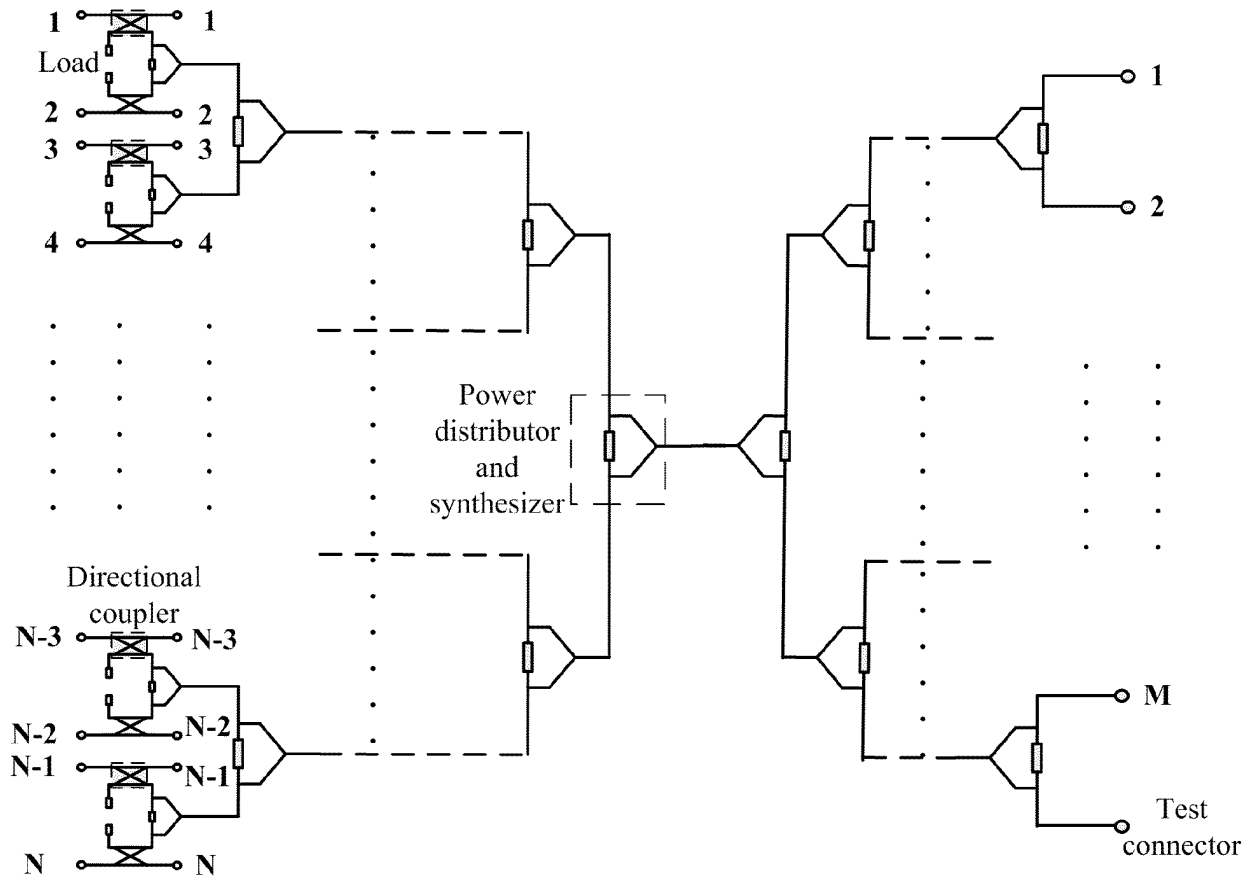 1 1
Load
2 2
3 3
4 4
1
2
Power
distributor
and
synthesizer
Directional
coupler
N-3 N-3
N-2 N-2
N-1 N-1
N N
M
Test
connector